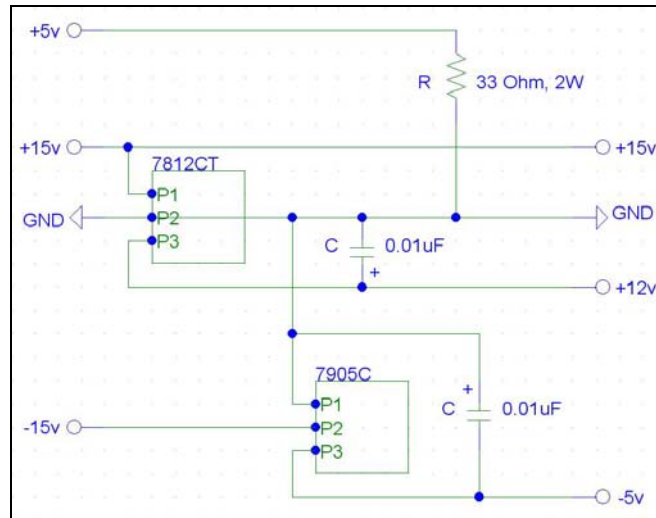 +5v
R 33 Ohm, 2W
+15v +15v
7812CT
P1
GND P2 GND
P3
C 0.01uF
+
+12v
7905C
P1
+
C 0.01uF
-15v P2
P3
-5v